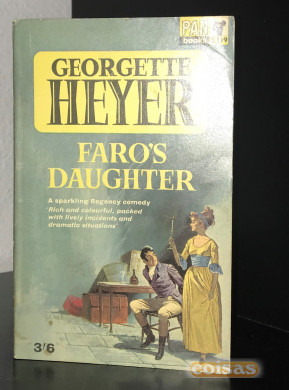 PAN
GEORGETTE
HEYER
FARO'S
DAUGHTER
A sparkling Regency comedy
'Rich and colourful, packed
with lively incidents and
dramatic situations'
3/6
coisas